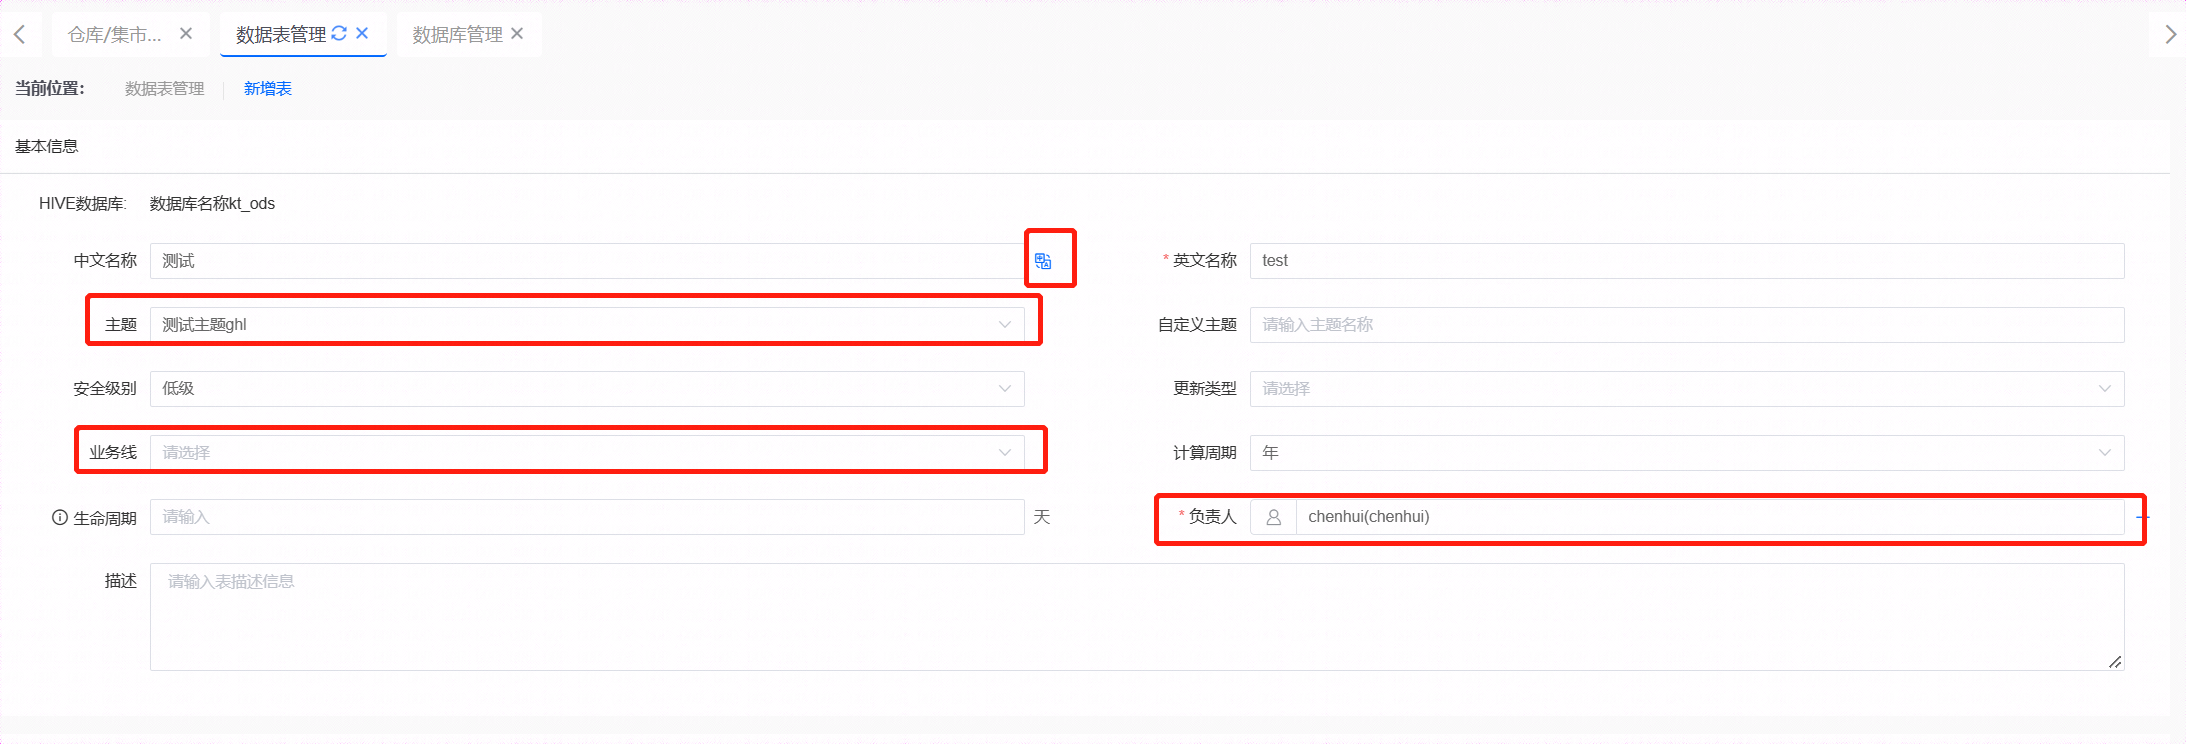 仓库/集市... 数据表管理 数据库管理
当前位置： 数据表管理 新增表
基本信息
HIVE数据库: 数据库名称kt_ods
中文名称 测试 * 英文名称 test
主题 测试主题ghl 自定义主题 请输入主题名称
安全级别 低级 更新类型 请选择
业务线 请选择 计算周期 年
生命周期 请输入 天 * 负责人 chenhui(chenhui)
描述 请输入表描述信息